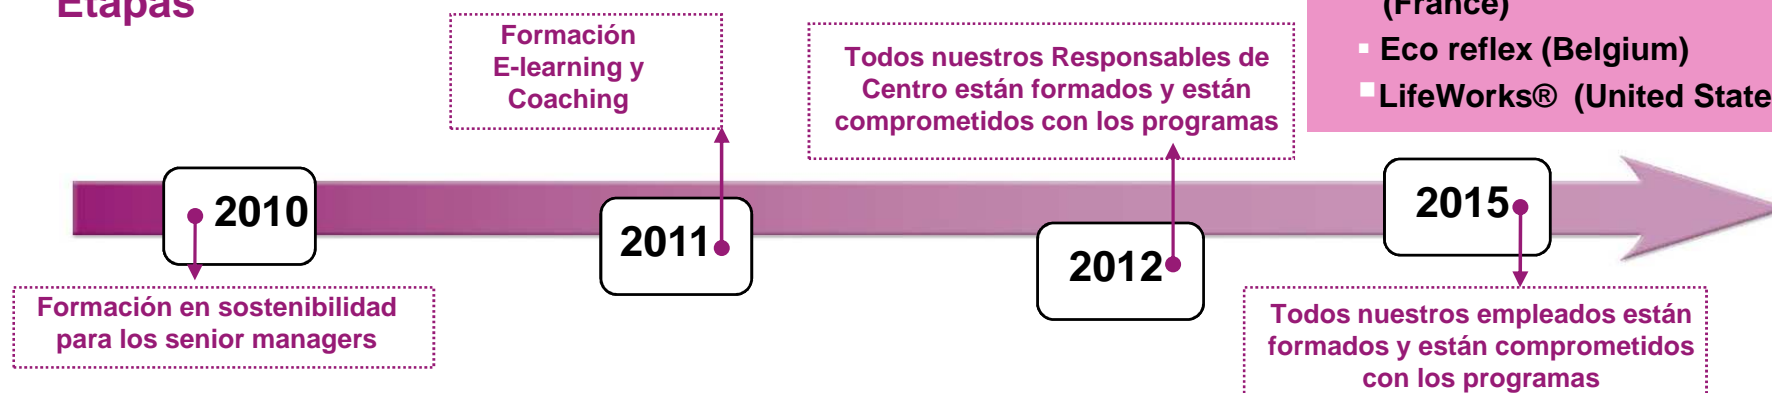 Etapas
Formación
E-learning y
Coaching
Todos nuestros Responsables de
Centro están formados y están
comprometidos con los programas
(France)
▪ Eco reflex (Belgium)
▪ LifeWorks® (United State
2010
2011
2012
2015
Formación en sostenibilidad
para los senior managers
Todos nuestros empleados están
formados y están comprometidos
con los programas